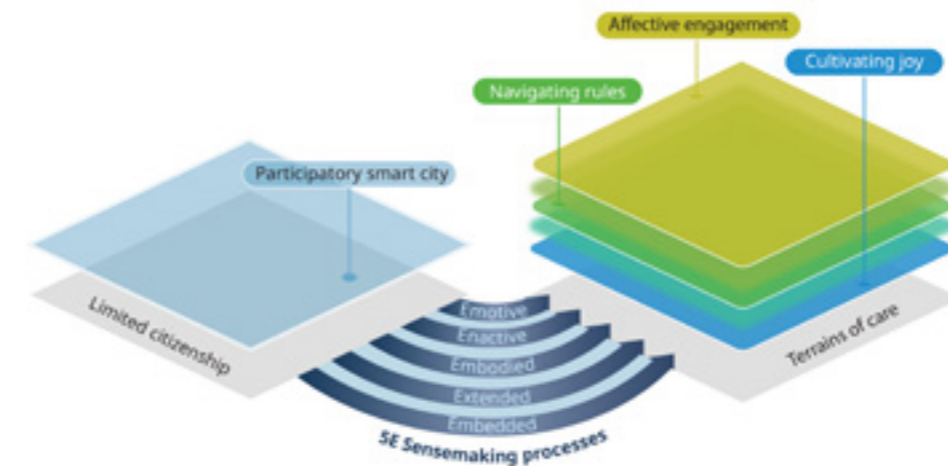 Affective engagement
Cultivating joy
Navigating rules
Participatory smart city
Limited citizenship
Terrains of care
Emotive
Enactive
Embodied
Extended
Embedded
5E Sensemaking processes